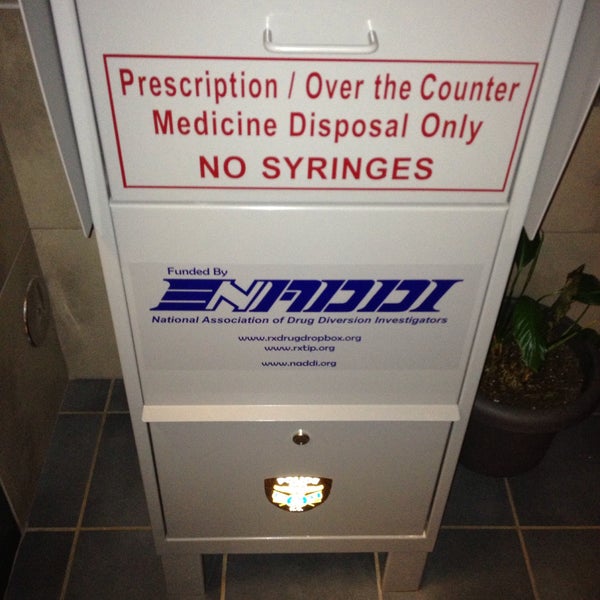 Prescription / Over the Counter
Medicine Disposal Only
NO SYRINGES
Funded By
NADDI
National Association of Drug Diversion Investigators
www.rxdrugdropbox.org
www.rxtip.org
www.naddi.org
POLICE